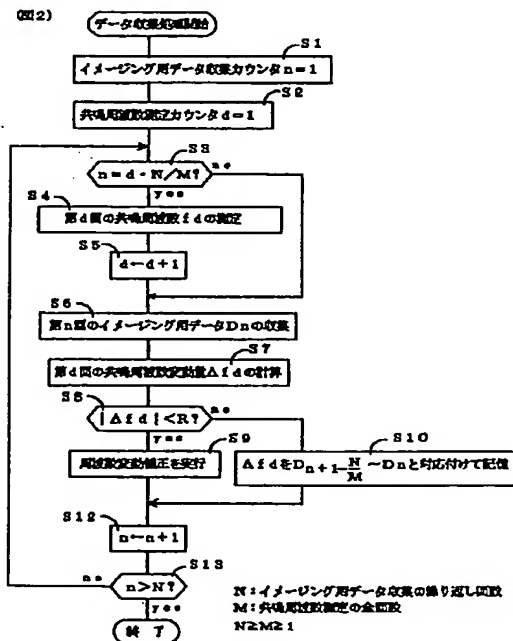 (図2)
データ収集処理開始
S1
イメージング用データ収集カウンタn=1
S2
共鳴周波数測定カウンタd=1
S3
n=d・N/M?
no
yes
S4
第d回の共鳴周波数fdの測定
S5
d←d+1
S6
第n回のイメージング用データDnの収集
S7
第d回の共鳴周波数変動量Δfdの計算
S8
|Δfd|<R?
no
yes
S9
周波数変動補正を実行
S10
ΔfdをDn+1-N/M~Dnと対応付けて記憶
S12
n←n+1
S13
no
n>N?
yes
終了
N:イメージング用データ収集の繰り返し回数
M:共鳴周波数測定の全回数
N≧M≧1